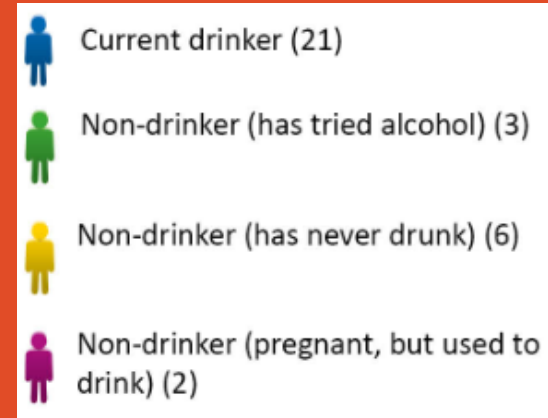 Current drinker (21)
Non-drinker (has tried alcohol) (3)
Non-drinker (has never drunk) (6)
Non-drinker (pregnant, but used to
drink) (2)